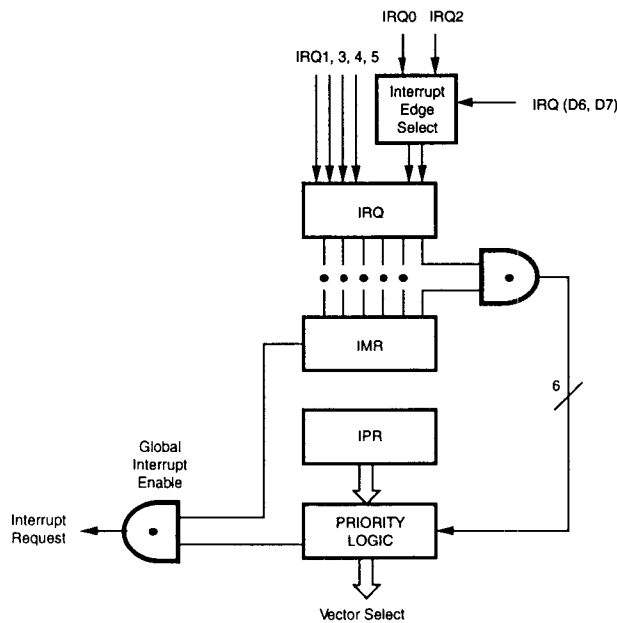 IRQ0 IRQ2
IRQ1, 3, 4, 5
Interrupt
Edge
Select
IRQ (D6, D7)
IRQ
IMR
6
IPR
Global
Interrupt
Enable
Interrupt
Request
PRIORITY
LOGIC
Vector Select